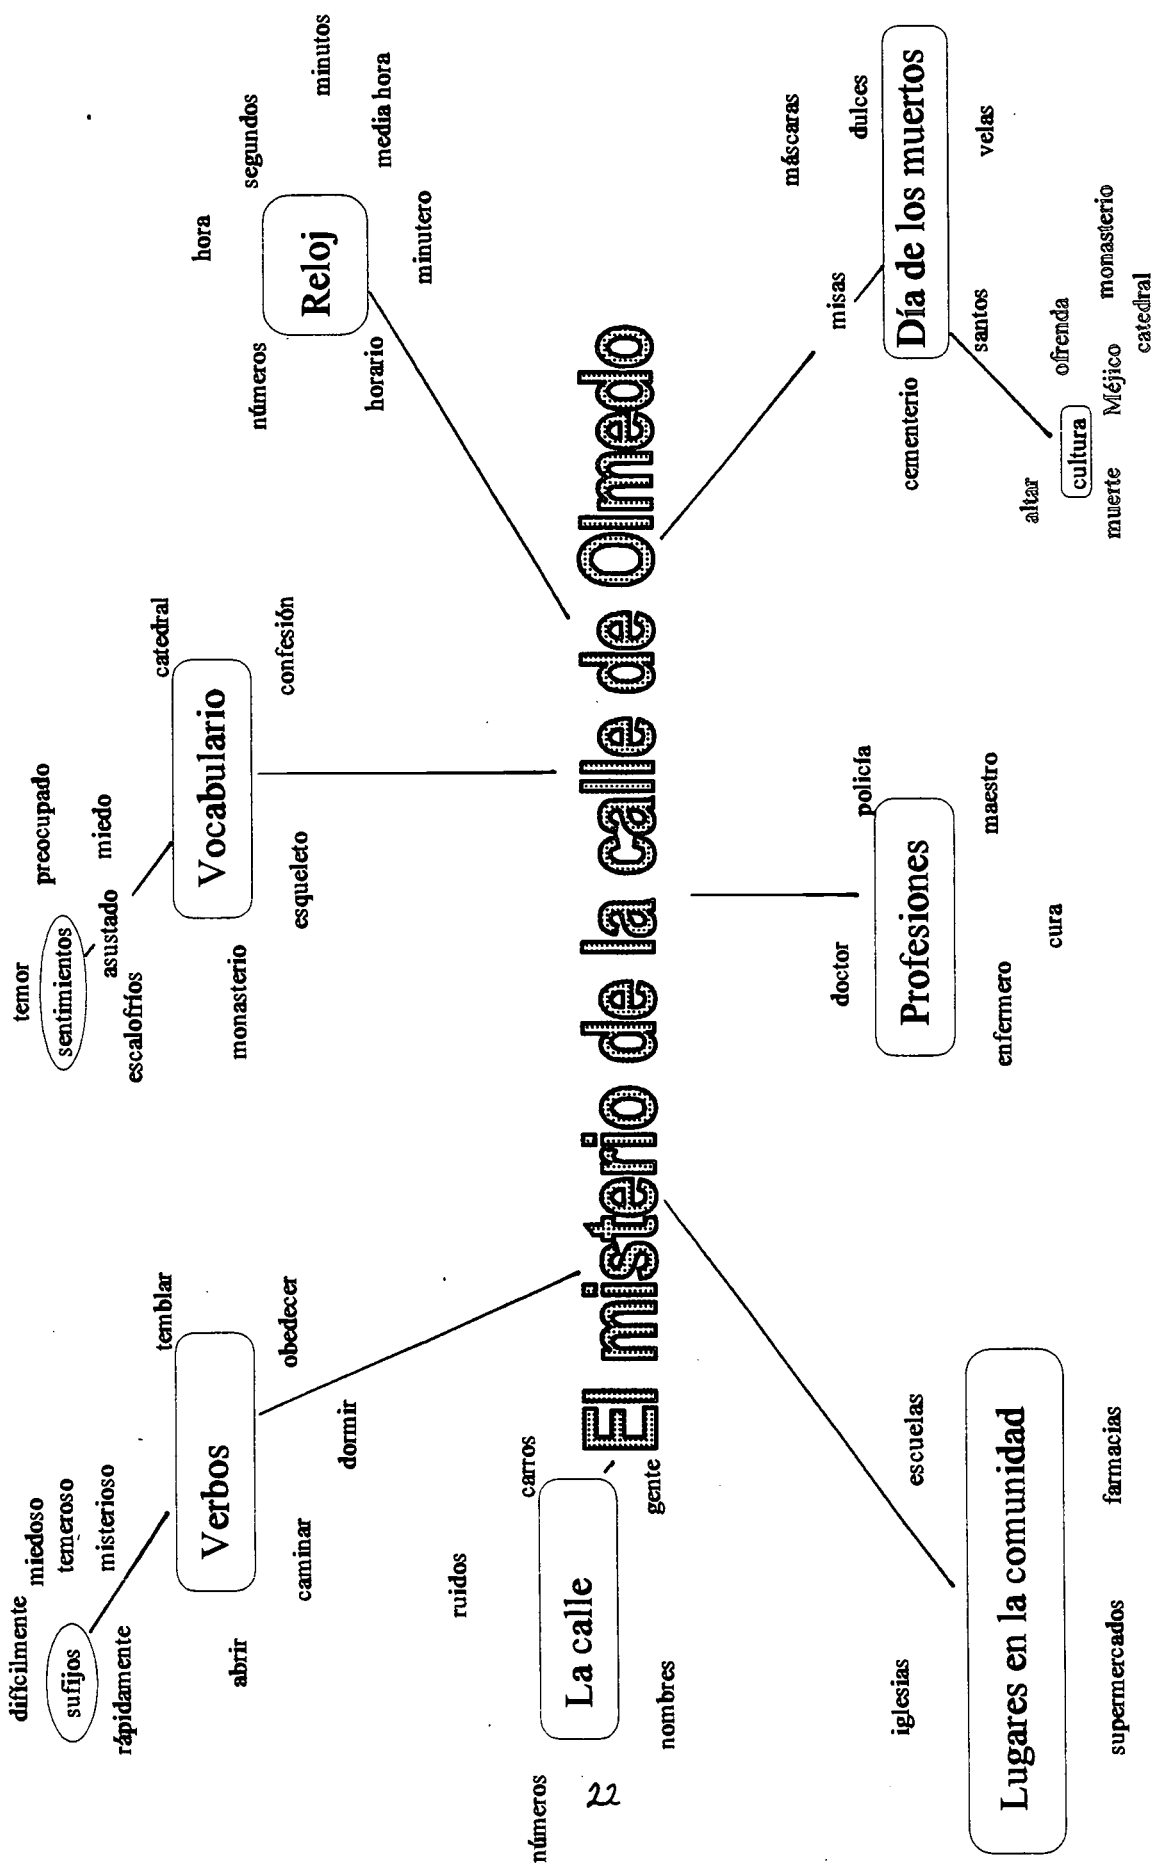 difícilmente
miedoso
sufijos
temeroso
rápidamente
misterioso
temblar
Verbos
abrir
obedecer
caminar
dormir
temor
preocupado
sentimientos
asustado
miedo
escalofríos
catedral
Vocabulario
monasterio
confesión
esqueleto
hora
segundos
números
Reloj
minutos
horario
media hora
minutero
ruidos
carros
números
La calle
22
nombres
gente
El misterio de la calle de Olmedo
doctor
policía
Profesiones
enfermero
maestro
cura
máscaras
misas
dulces
cementerio
Día de los muertos
santos
velas
altar
ofrenda
cultura
muerte
Méjico
monasterio
catedral
iglesias
escuelas
Lugares en la comunidad
supermercados
farmacias